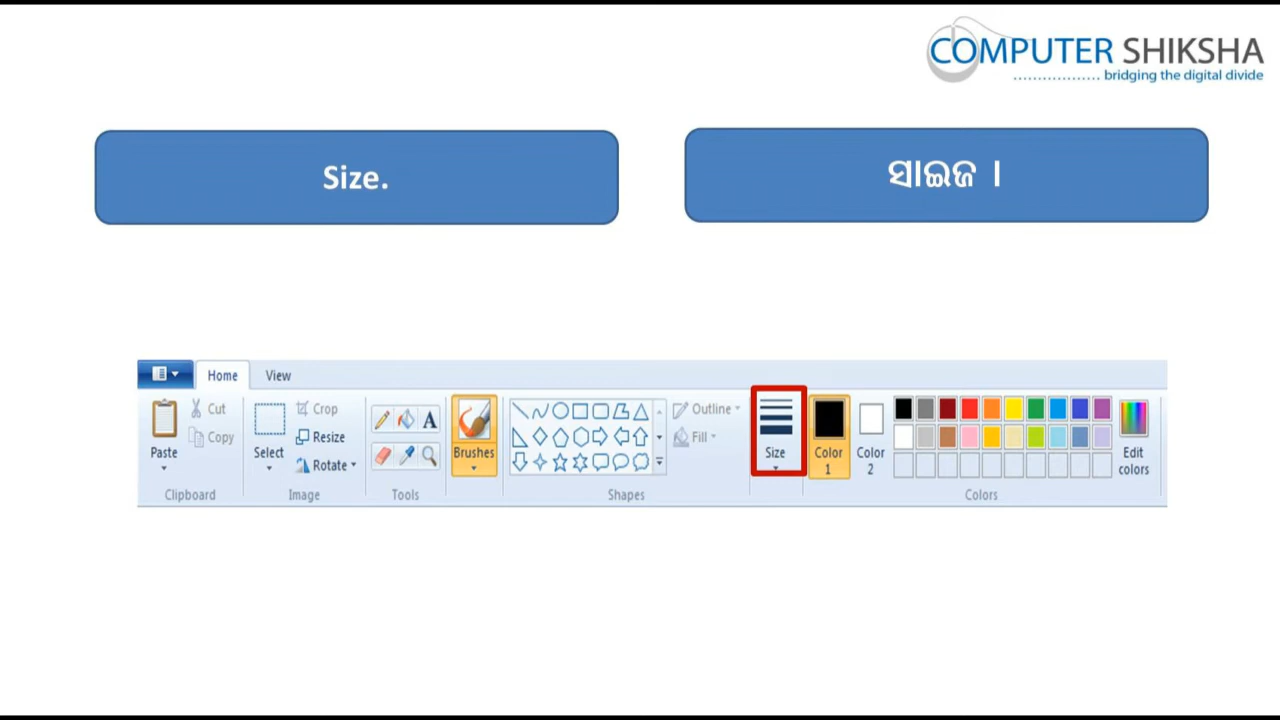 COMPUTER SHIKSHA
bridging the digital divide
Size.
ସାଇଜ ।
Home
View
Paste
Cut
Copy
Clipboard
Select
Crop
Resize
Rotate
Image
A
Tools
Brushes
Shapes
Outline
Fill
Size
Color
1
Color
2
Colors
Edit
colors